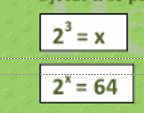 2³ = x
2ˣ = 64